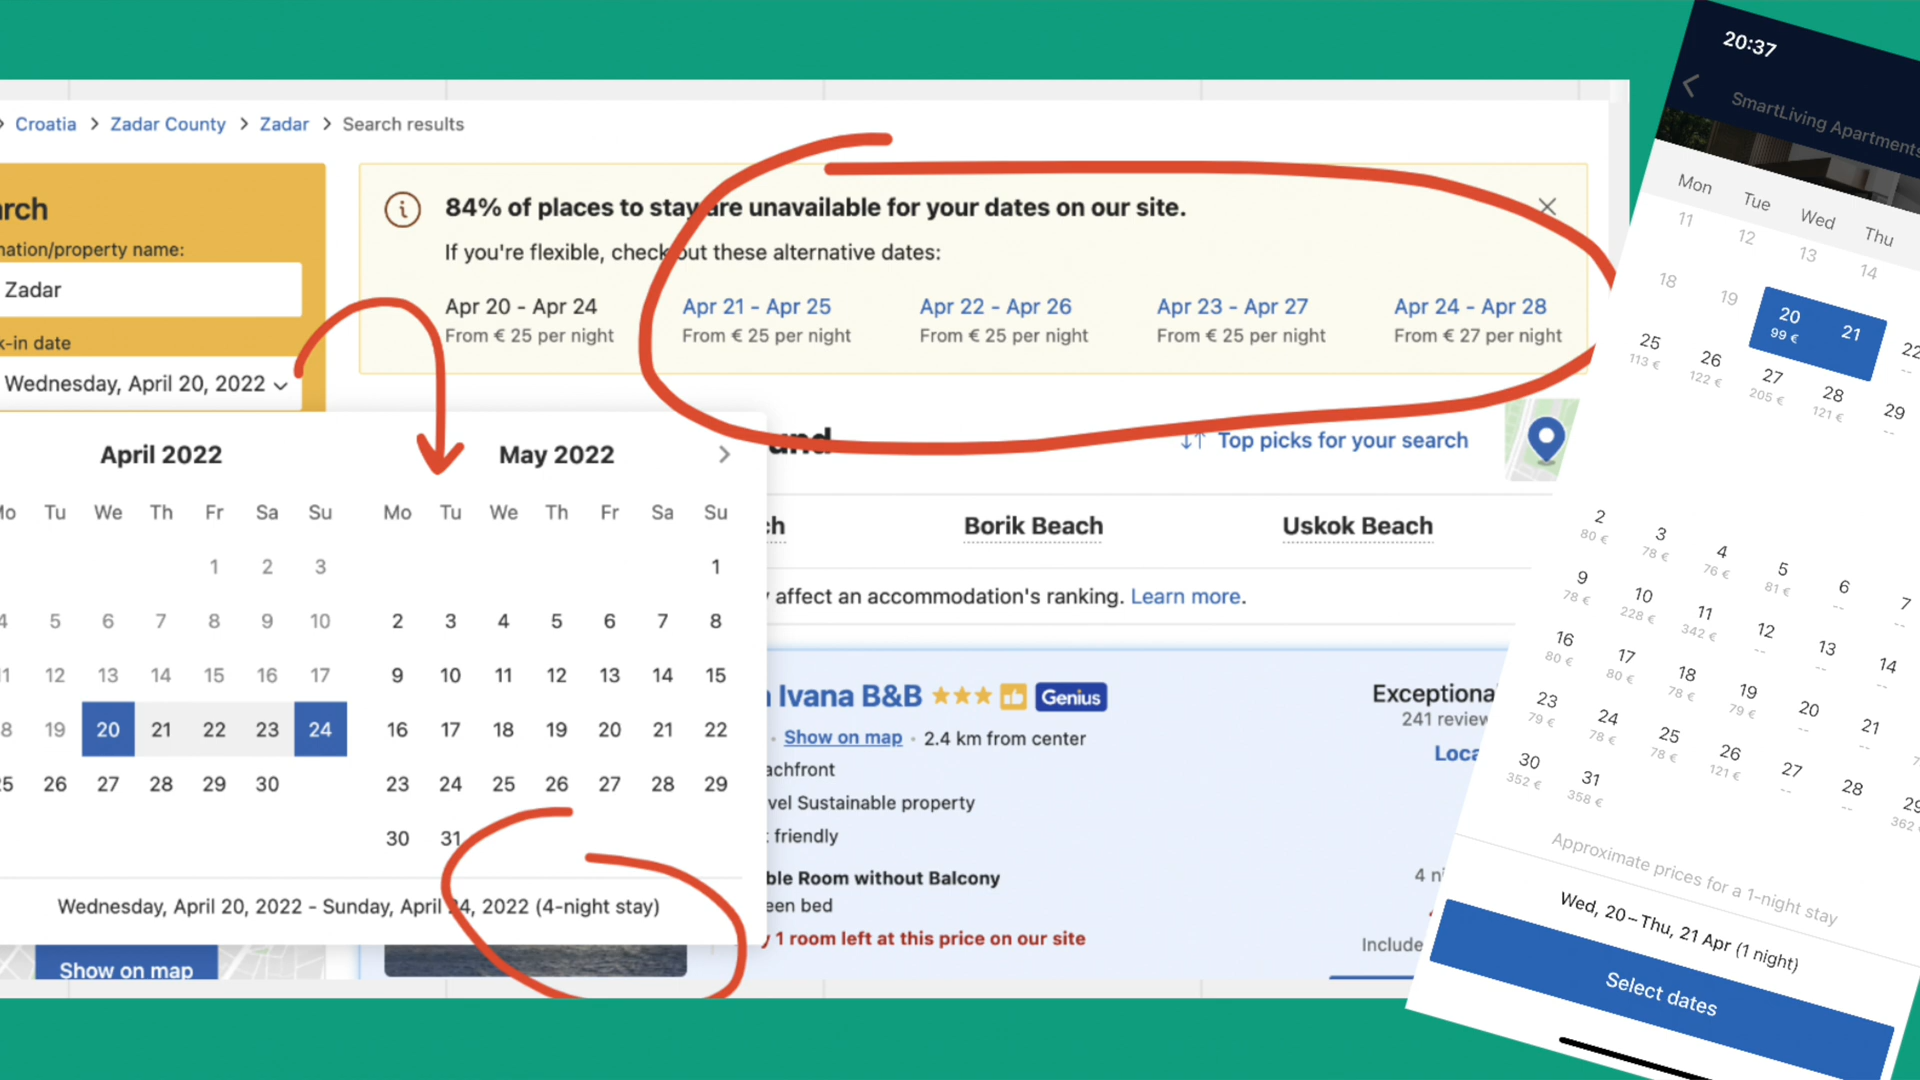 Croatia > Zadar County > Zadar > Search results
84% of places to stay are unavailable for your dates on our site.
If you're flexible, check out these alternative dates:
Apr 20 - Apr 24
From € 25 per night
Apr 21 - Apr 25
From € 25 per night
Apr 22 - Apr 26
From € 25 per night
Apr 23 - Apr 27
From € 25 per night
Apr 24 - Apr 28
From € 27 per night
rch
nation/property name:
Zadar
k-in date
Wednesday, April 20, 2022
April 2022
Mo Tu We Th Fr Sa Su
1 2 3
4 5 6 7 8 9 10
11 12 13 14 15 16 17
8 19 20 21 22 23 24
25 26 27 28 29 30
May 2022
Mo Tu We Th Fr Sa Su
1
2 3 4 5 6 7 8
9 10 11 12 13 14 15
16 17 18 19 20 21 22
23 24 25 26 27 28 29
30 31
Wednesday, April 20, 2022 - Sunday, April 24, 2022 (4-night stay)
Show on map
und
Top picks for your search
ch
Borik Beach
Uskok Beach
y affect an accommodation's ranking. Learn more.
Ivana B&B Genius
Show on map · 2.4 km from center
achfront
vel Sustainable property
t friendly
ble Room without Balcony
een bed
y 1 room left at this price on our site
Exceptiona
241 review
Loca
4 ni
Include
20:37
SmartLiving Apartments
Mon Tue Wed Thu
11 12 13 14
18 19 20 21 22
99 € --
25 26 27 28 29
113 € 122 € 205 € 121 € --
2 3 4 5 6 7
80 € 78 € 76 € 81 € -- --
9 10 11 12 13 14
78 € 228 € 342 € -- -- --
16 17 18 19 20 21
80 € 80 € 78 € 79 € -- --
23 24 25 26 27 28 29
79 € 78 € 78 € 121 € -- -- 362
30 31
352 € 358 €
Approximate prices for a 1-night stay
Wed, 20 – Thu, 21 Apr (1 night)
Select dates